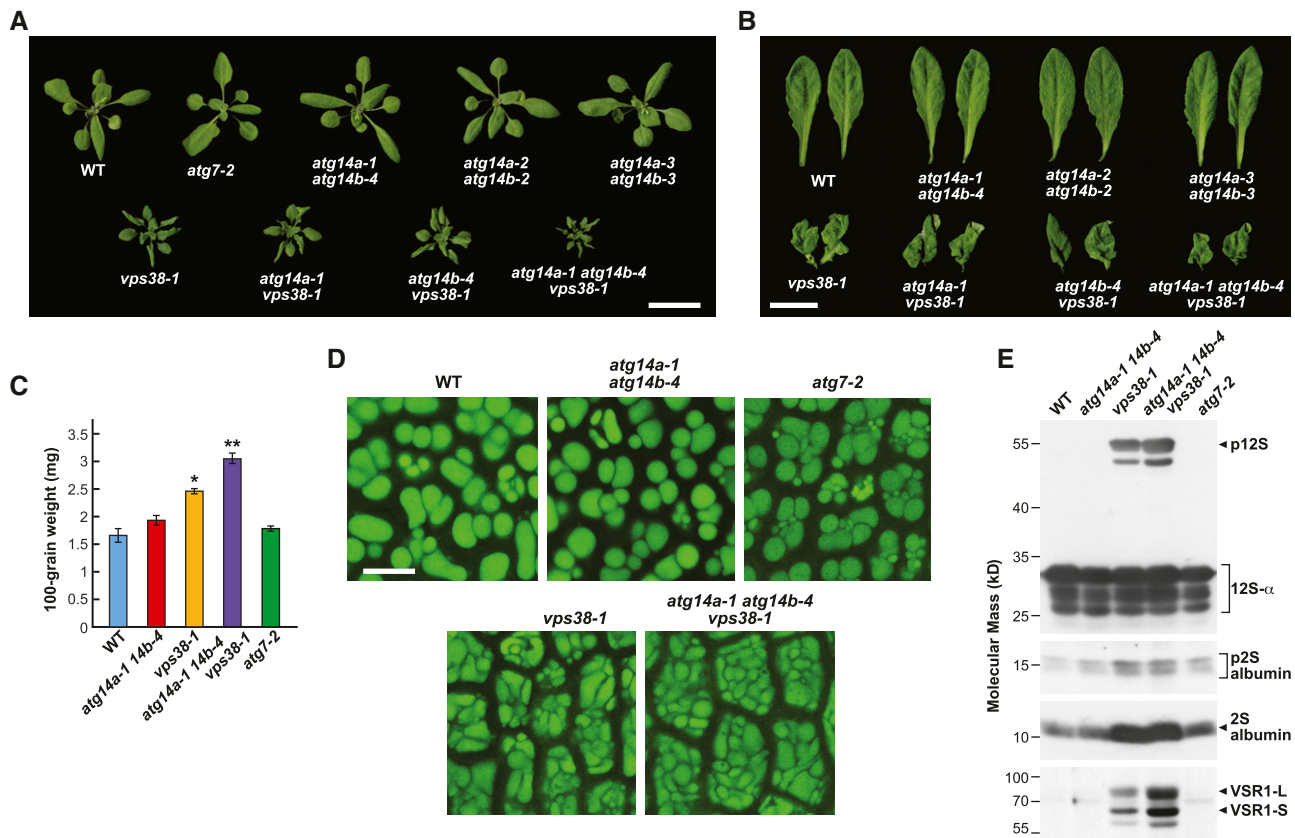 A
WT
atg7-2
atg14a-1
atg14b-4
atg14a-2
atg14b-2
atg14a-3
atg14b-3
vps38-1
atg14a-1
vps38-1
atg14b-4
vps38-1
atg14a-1 atg14b-4
vps38-1
B
WT
atg14a-1
atg14b-4
atg14a-2
atg14b-2
atg14a-3
atg14b-3
vps38-1
atg14a-1
vps38-1
atg14b-4
vps38-1
atg14a-1 atg14b-4
vps38-1
C
100-grain weight (mg)
3.5
3
2.5
2
1.5
1
0.5
0
*
**
WT
atg14a-1 14b-4
vps38-1
atg14a-1 14b-4
vps38-1
atg7-2
D
WT
atg14a-1
atg14b-4
atg7-2
vps38-1
atg14a-1 atg14b-4
vps38-1
E
WT
atg14a-1 14b-4
vps38-1
atg14a-1 14b-4
vps38-1
atg7-2
Molecular Mass (kD)
55
40
35
25
15
10
100
70
55
p12S
12S-α
p2S
albumin
2S
albumin
VSR1-L
VSR1-S